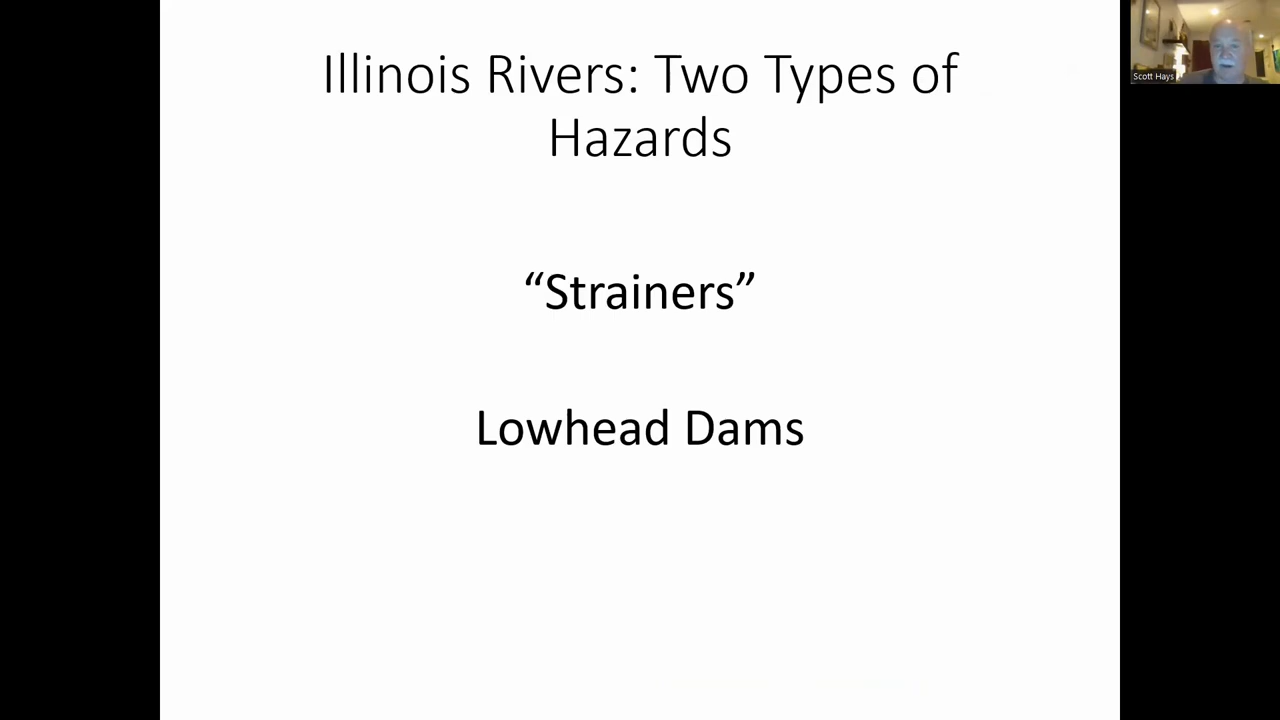 Illinois Rivers: Two Types of
Hazards
“Strainers”
Lowhead Dams
Scott Hays